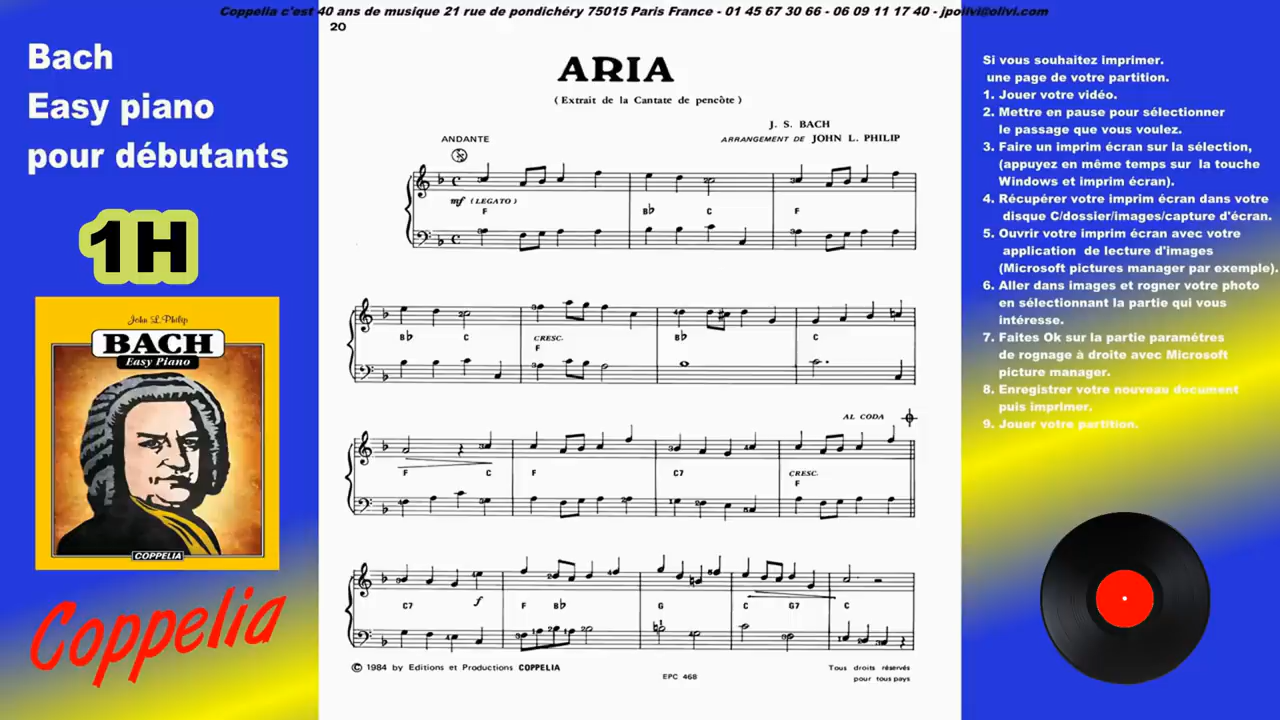 Coppelia c'est 40 ans de musique 21 rue de pondichéry 75015 Paris France - 01 45 67 30 66 - 06 09 11 17 40 - jpolivi@olivi.com
Bach
Easy piano
pour débutants
1H
John L. Philip
BACH
Easy Piano
COPPELIA
Coppelia
20
ARIA
(Extrait de la Cantate de pencôte)
J. S. BACH
ANDANTE
ARRANGEMENT DE JOHN L. PHILIP
mf (LEGATO)
F B♭ C F
B♭ C CRESC. F B♭ C
AL CODA
F C F C7 CRESC. F
C7 f F B♭ G C G7 C
© 1984 by Editions et Productions COPPELIA
Tous droits réservés
pour tous pays
EPC 468
Si vous souhaitez imprimer.
une page de votre partition.
1. Jouer votre vidéo.
2. Mettre en pause pour sélectionner
le passage que vous voulez.
3. Faire un imprim écran sur la sélection,
(appuyez en même temps sur la touche
Windows et imprim écran).
4. Récupérer votre imprim écran dans votre
disque C/dossier/images/capture d'écran.
5. Ouvrir votre imprim écran avec votre
application de lecture d'images
(Microsoft pictures manager par exemple).
6. Aller dans images et rogner votre photo
en sélectionnant la partie qui vous
intéresse.
7. Faites Ok sur la partie paramétres
de rognage à droite avec Microsoft
picture manager.
8. Enregistrer votre nouveau document
puis imprimer.
9. Jouer votre partition.